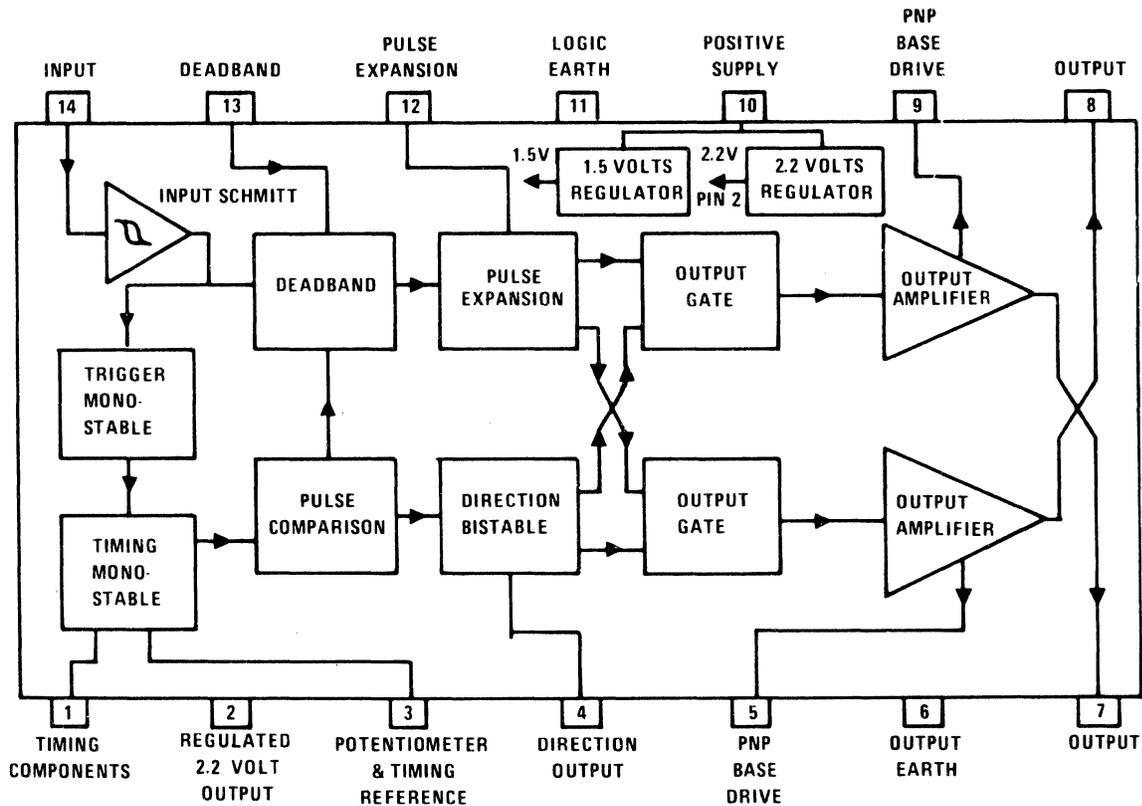 INPUT
DEADBAND
PULSE
EXPANSION
LOGIC
EARTH
POSITIVE
SUPPLY
PNP
BASE
DRIVE
OUTPUT
14
13
12
11
10
9
8
INPUT SCHMITT
1.5V
1.5 VOLTS
REGULATOR
2.2V
PIN 2
2.2 VOLTS
REGULATOR
DEADBAND
PULSE
EXPANSION
OUTPUT
GATE
OUTPUT
AMPLIFIER
TRIGGER
MONO-
STABLE
TIMING
MONO-
STABLE
PULSE
COMPARISON
DIRECTION
BISTABLE
OUTPUT
GATE
OUTPUT
AMPLIFIER
1
2
3
4
5
6
7
TIMING
COMPONENTS
REGULATED
2.2 VOLT
OUTPUT
POTENTIOMETER
& TIMING
REFERENCE
DIRECTION
OUTPUT
PNP
BASE
DRIVE
OUTPUT
EARTH
OUTPUT